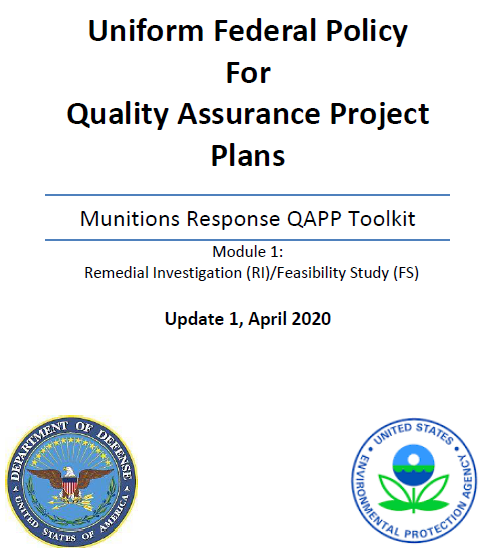 Uniform Federal Policy
For
Quality Assurance Project
Plans
Munitions Response QAPP Toolkit
Module 1:
Remedial Investigation (RI)/Feasibility Study (FS)
Update 1, April 2020
DEPARTMENT OF DEFENSE
UNITED STATES OF AMERICA
UNITED STATES
ENVIRONMENTAL PROTECTION AGENCY